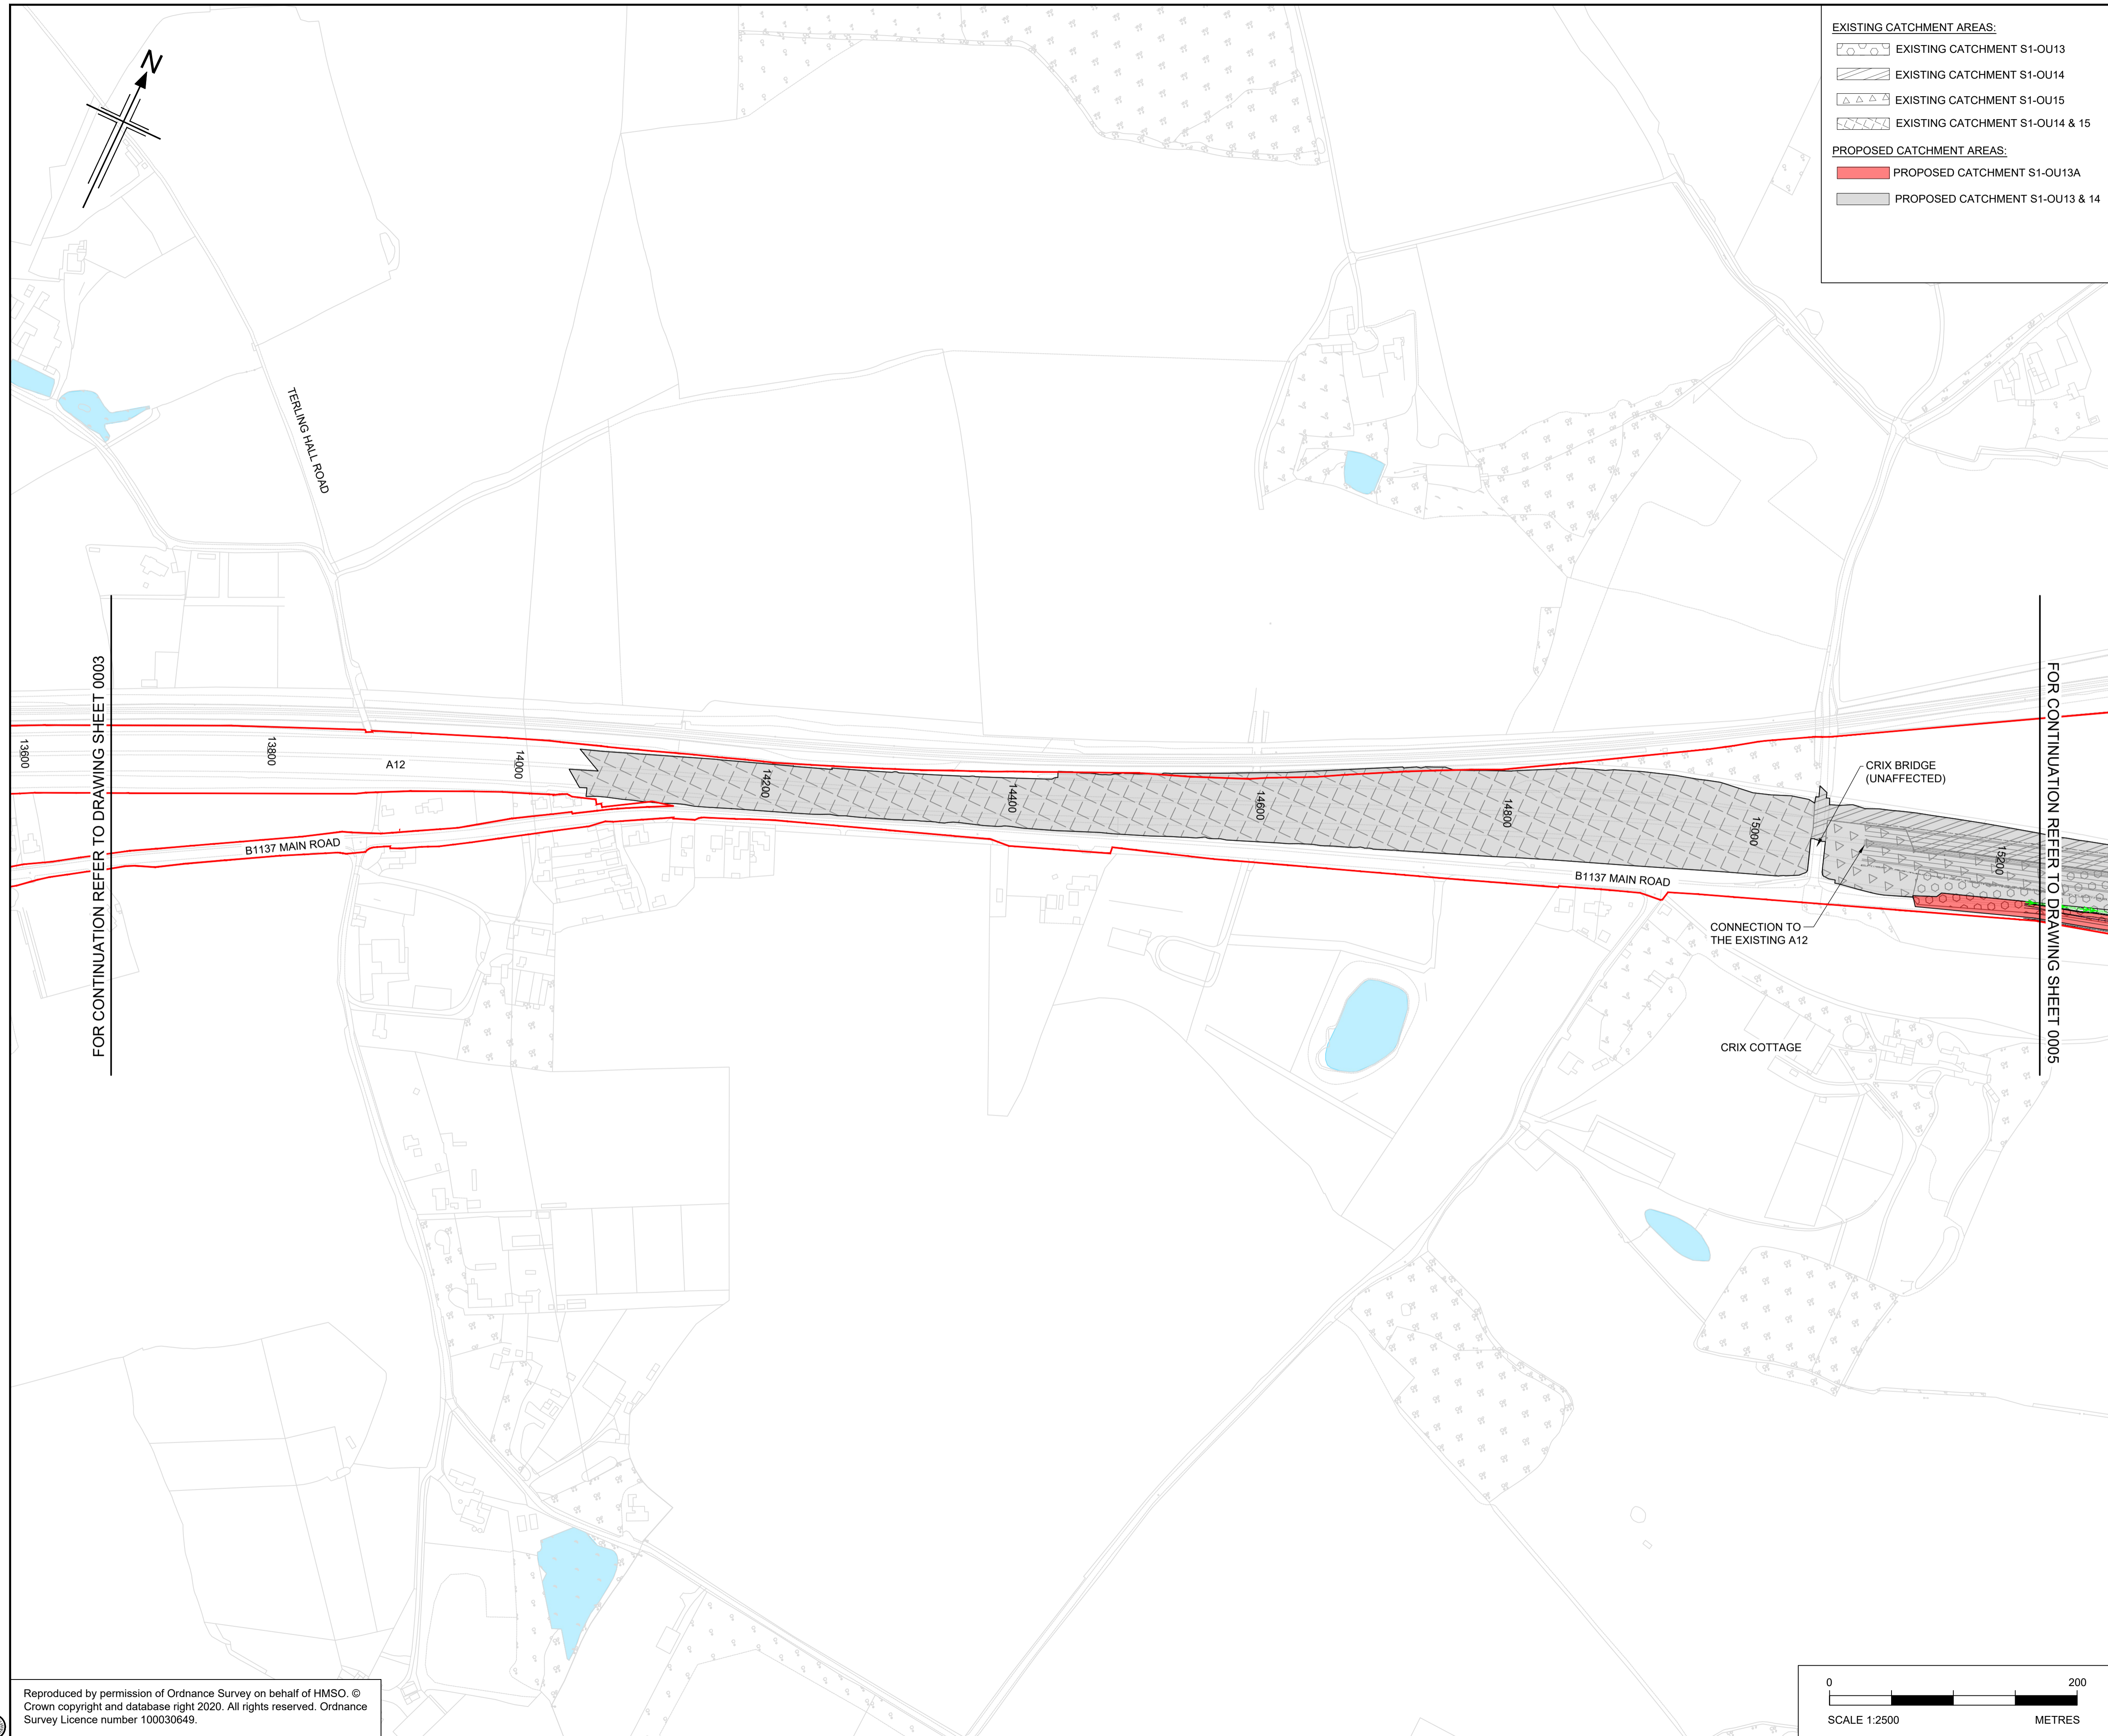 N
EXISTING CATCHMENT AREAS:
EXISTING CATCHMENT S1-OU13
EXISTING CATCHMENT S1-OU14
EXISTING CATCHMENT S1-OU15
EXISTING CATCHMENT S1-OU14 & 15
PROPOSED CATCHMENT AREAS:
PROPOSED CATCHMENT S1-OU13A
PROPOSED CATCHMENT S1-OU13 & 14
TERLING HALL ROAD
FOR CONTINUATION REFER TO DRAWING SHEET 0003
13600
13800
A12
14000
14200
14400
14600
14800
15000
15200
CRIX BRIDGE
(UNAFFECTED)
B1137 MAIN ROAD
B1137 MAIN ROAD
CONNECTION TO
THE EXISTING A12
FOR CONTINUATION REFER TO DRAWING SHEET 0005
CRIX COTTAGE
Reproduced by permission of Ordnance Survey on behalf of HMSO. ©
Crown copyright and database right 2020. All rights reserved. Ordnance
Survey Licence number 100030649.
0 200
SCALE 1:2500 METRES